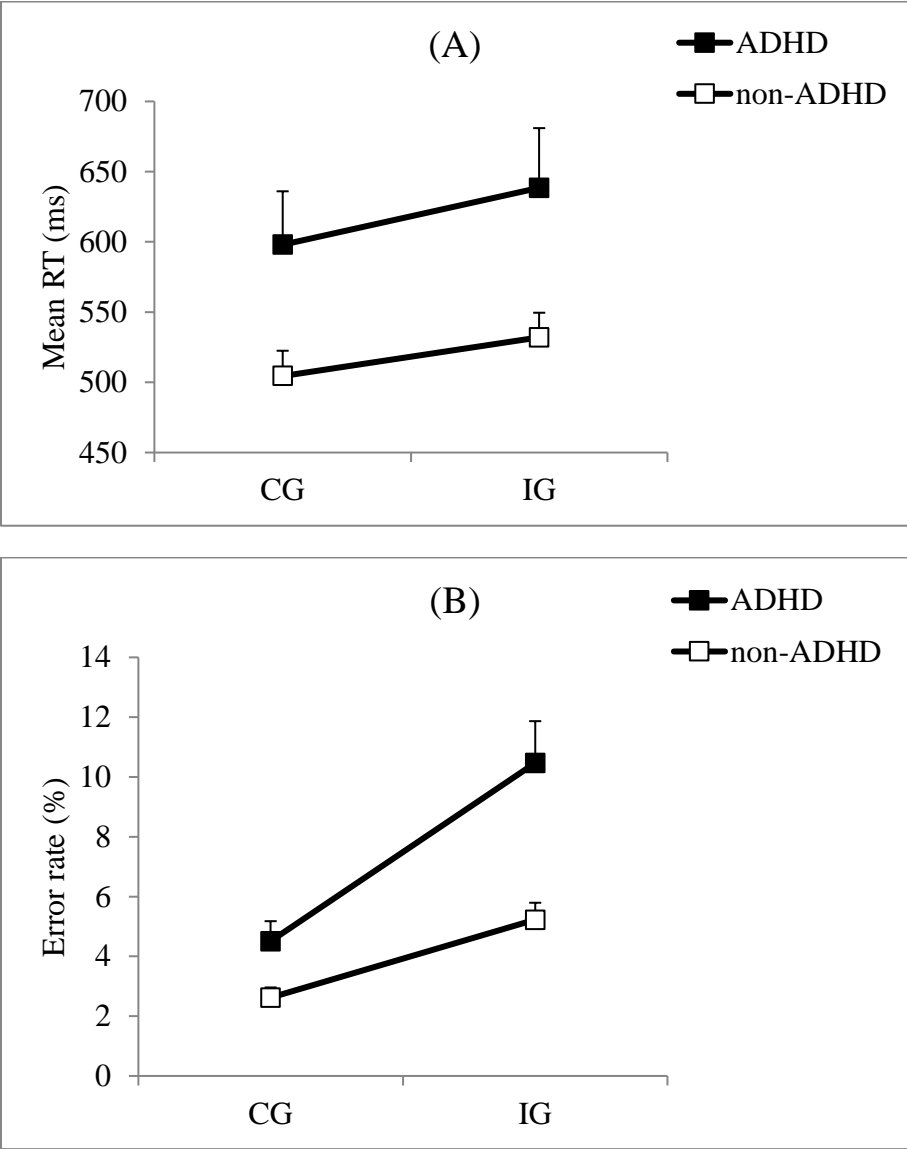 (A)
ADHD
non-ADHD
700
650
600
550
500
450
Mean RT (ms)
CG IG
(B)
ADHD
non-ADHD
14
12
10
8
6
4
2
0
Error rate (%)
CG IG